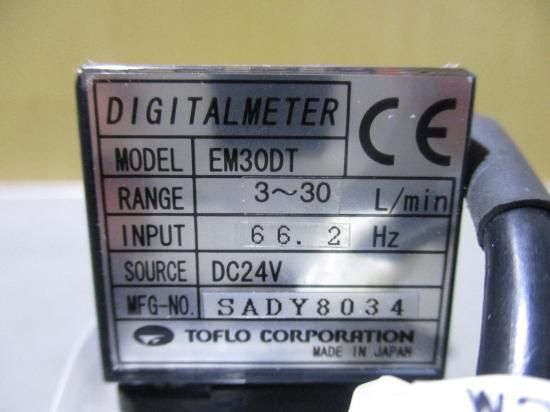 DIGITALMETER CE
MODEL EM30DT
RANGE 3～30 L/min
INPUT 66.2 Hz
SOURCE DC24V
MFG-NO. SADY8034
TOFLO CORPORATION
MADE IN JAPAN